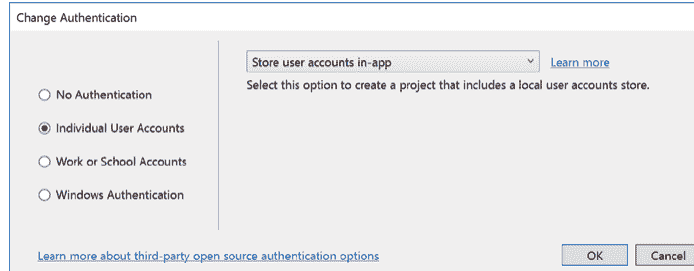 Change Authentication
Store user accounts in-app
Learn more
Select this option to create a project that includes a local user accounts store.
No Authentication
Individual User Accounts
Work or School Accounts
Windows Authentication
Learn more about third-party open source authentication options
OK
Cancel